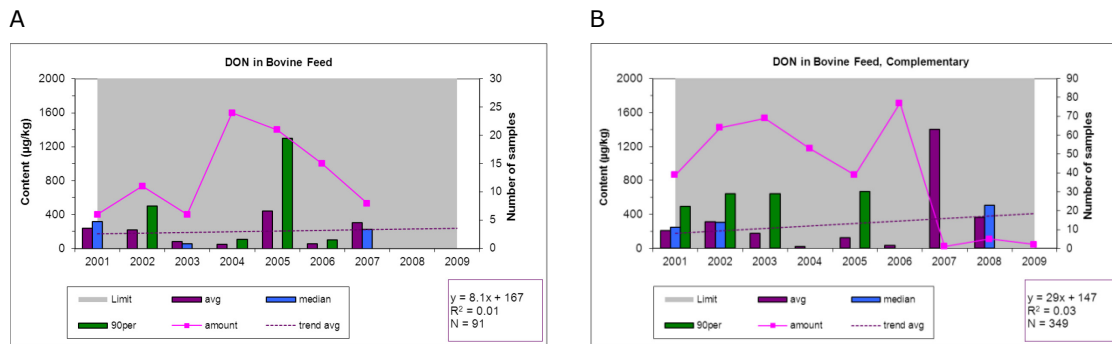 A
DON in Bovine Feed
Content (µg/kg)
2000
1600
1200
800
400
0
30
25
20
15
10
5
0
Number of samples
2001 2002 2003 2004 2005 2006 2007 2008 2009
Limit avg median
90per amount trend avg
y = 8.1x + 167
R² = 0.01
N = 91
B
DON in Bovine Feed, Complementary
Content (µg/kg)
2000
1600
1200
800
400
0
90
80
70
60
50
40
30
20
10
0
Number of samples
2001 2002 2003 2004 2005 2006 2007 2008 2009
Limit avg median
90per amount trend avg
y = 29x + 147
R² = 0.03
N = 349